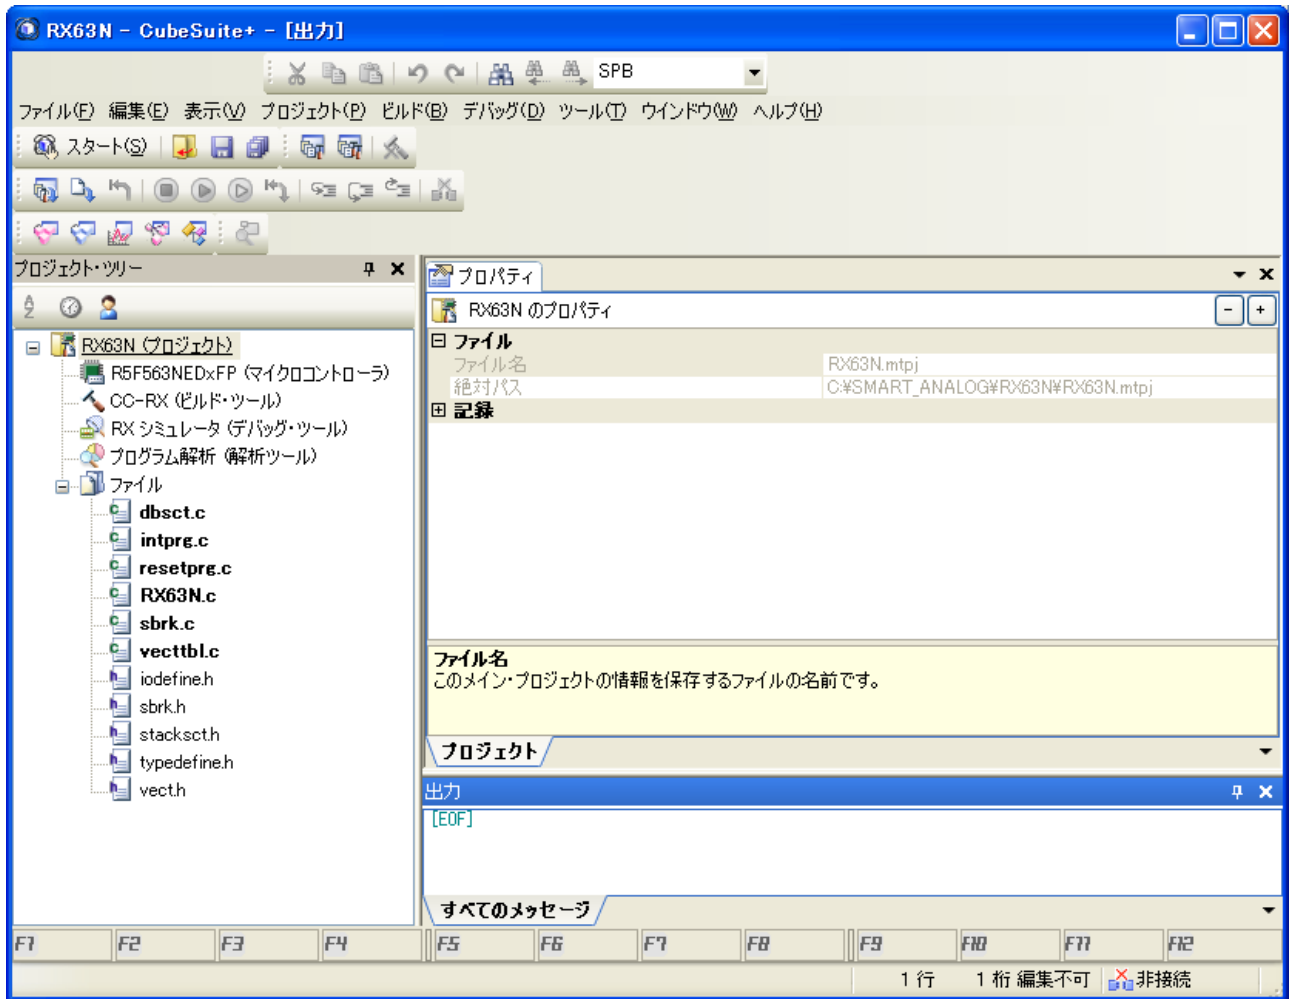 RX63N - CubeSuite+ - [出力]
SPB
ファイル(F) 編集(E) 表示(V) プロジェクト(P) ビルド(B) デバッグ(D) ツール(T) ウインドウ(W) ヘルプ(H)
スタート(S)
プロジェクト・ツリー
RX63N (プロジェクト)
R5F563NEDxFP (マイクロコントローラ)
CC-RX (ビルド・ツール)
RX シミュレータ (デバッグ・ツール)
プログラム解析 (解析ツール)
ファイル
dbsct.c
intprg.c
resetprg.c
RX63N.c
sbrk.c
vecttbl.c
iodefine.h
sbrk.h
stacksct.h
typedefine.h
vect.h
プロパティ
RX63N のプロパティ
ファイル
ファイル名 RX63N.mtpj
絶対パス C:¥SMART_ANALOG¥RX63N¥RX63N.mtpj
記録
ファイル名
このメイン・プロジェクトの情報を保存するファイルの名前です。
プロジェクト
出力
[EOF]
すべてのメッセージ
F1 F2 F3 F4 F5 F6 F7 F8 F9 F10 F11 F12
1 行 1 桁 編集不可 非接続